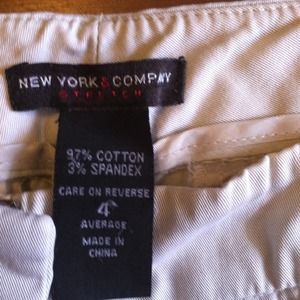 NEW YORK & COMPANY
STRETCH
97% COTTON
3% SPANDEX
CARE ON REVERSE
4
AVERAGE
MADE IN
CHINA